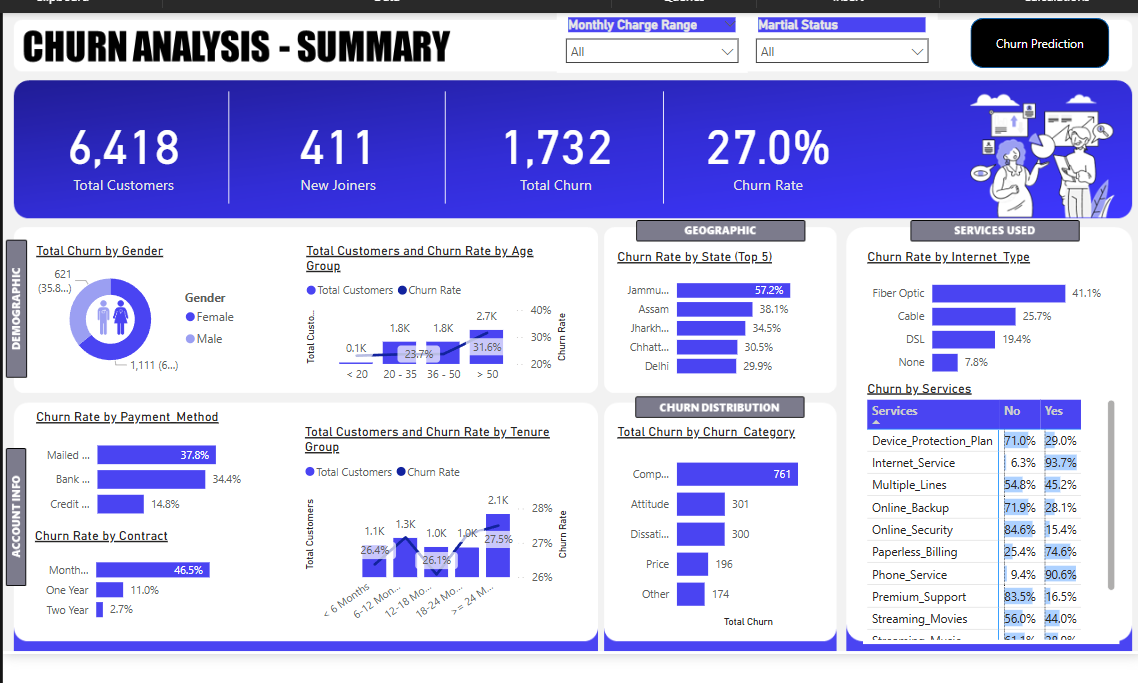 CHURN ANALYSIS - SUMMARY
Monthly Charge Range
All
Martial Status
All
Churn Prediction
6,418
Total Customers
411
New Joiners
1,732
Total Churn
27.0%
Churn Rate
DEMOGRAPHIC
Total Churn by Gender
621
(35.8...)
1,111 (6...)
Gender
Female
Male
Total Customers and Churn Rate by Age
Group
Total Customers Churn Rate
Total Custo...
0.1K 1.8K 1.8K 2.7K
23.7% 31.6%
40%
30%
20%
Churn Rate
< 20 20 - 35 36 - 50 > 50
GEOGRAPHIC
Churn Rate by State (Top 5)
Jammu... 57.2%
Assam 38.1%
Jharkh... 34.5%
Chhatt... 30.5%
Delhi 29.9%
SERVICES USED
Churn Rate by Internet_Type
Fiber Optic 41.1%
Cable 25.7%
DSL 19.4%
None 7.8%
Churn by Services
Services No Yes
Device_Protection_Plan 71.0% 29.0%
Internet_Service 6.3% 93.7%
Multiple_Lines 54.8% 45.2%
Online_Backup 71.9% 28.1%
Online_Security 84.6% 15.4%
Paperless_Billing 25.4% 74.6%
Phone_Service 9.4% 90.6%
Premium_Support 83.5% 16.5%
Streaming_Movies 56.0% 44.0%
ACCOUNT INFO
Churn Rate by Payment_Method
Mailed ... 37.8%
Bank ... 34.4%
Credit ... 14.8%
Churn Rate by Contract
Month... 46.5%
One Year 11.0%
Two Year 2.7%
Total Customers and Churn Rate by Tenure
Group
Total Customers Churn Rate
Total Customers
1.1K 1.3K 1.0K 1.0K 2.1K
26.4% 26.1% 27.5%
28%
27%
26%
Churn Rate
< 6 Months 6-12 Mon... 12-18 Mo... 18-24 Mo... >= 24 M...
CHURN DISTRIBUTION
Total Churn by Churn_Category
Comp... 761
Attitude 301
Dissati... 300
Price 196
Other 174
Total Churn